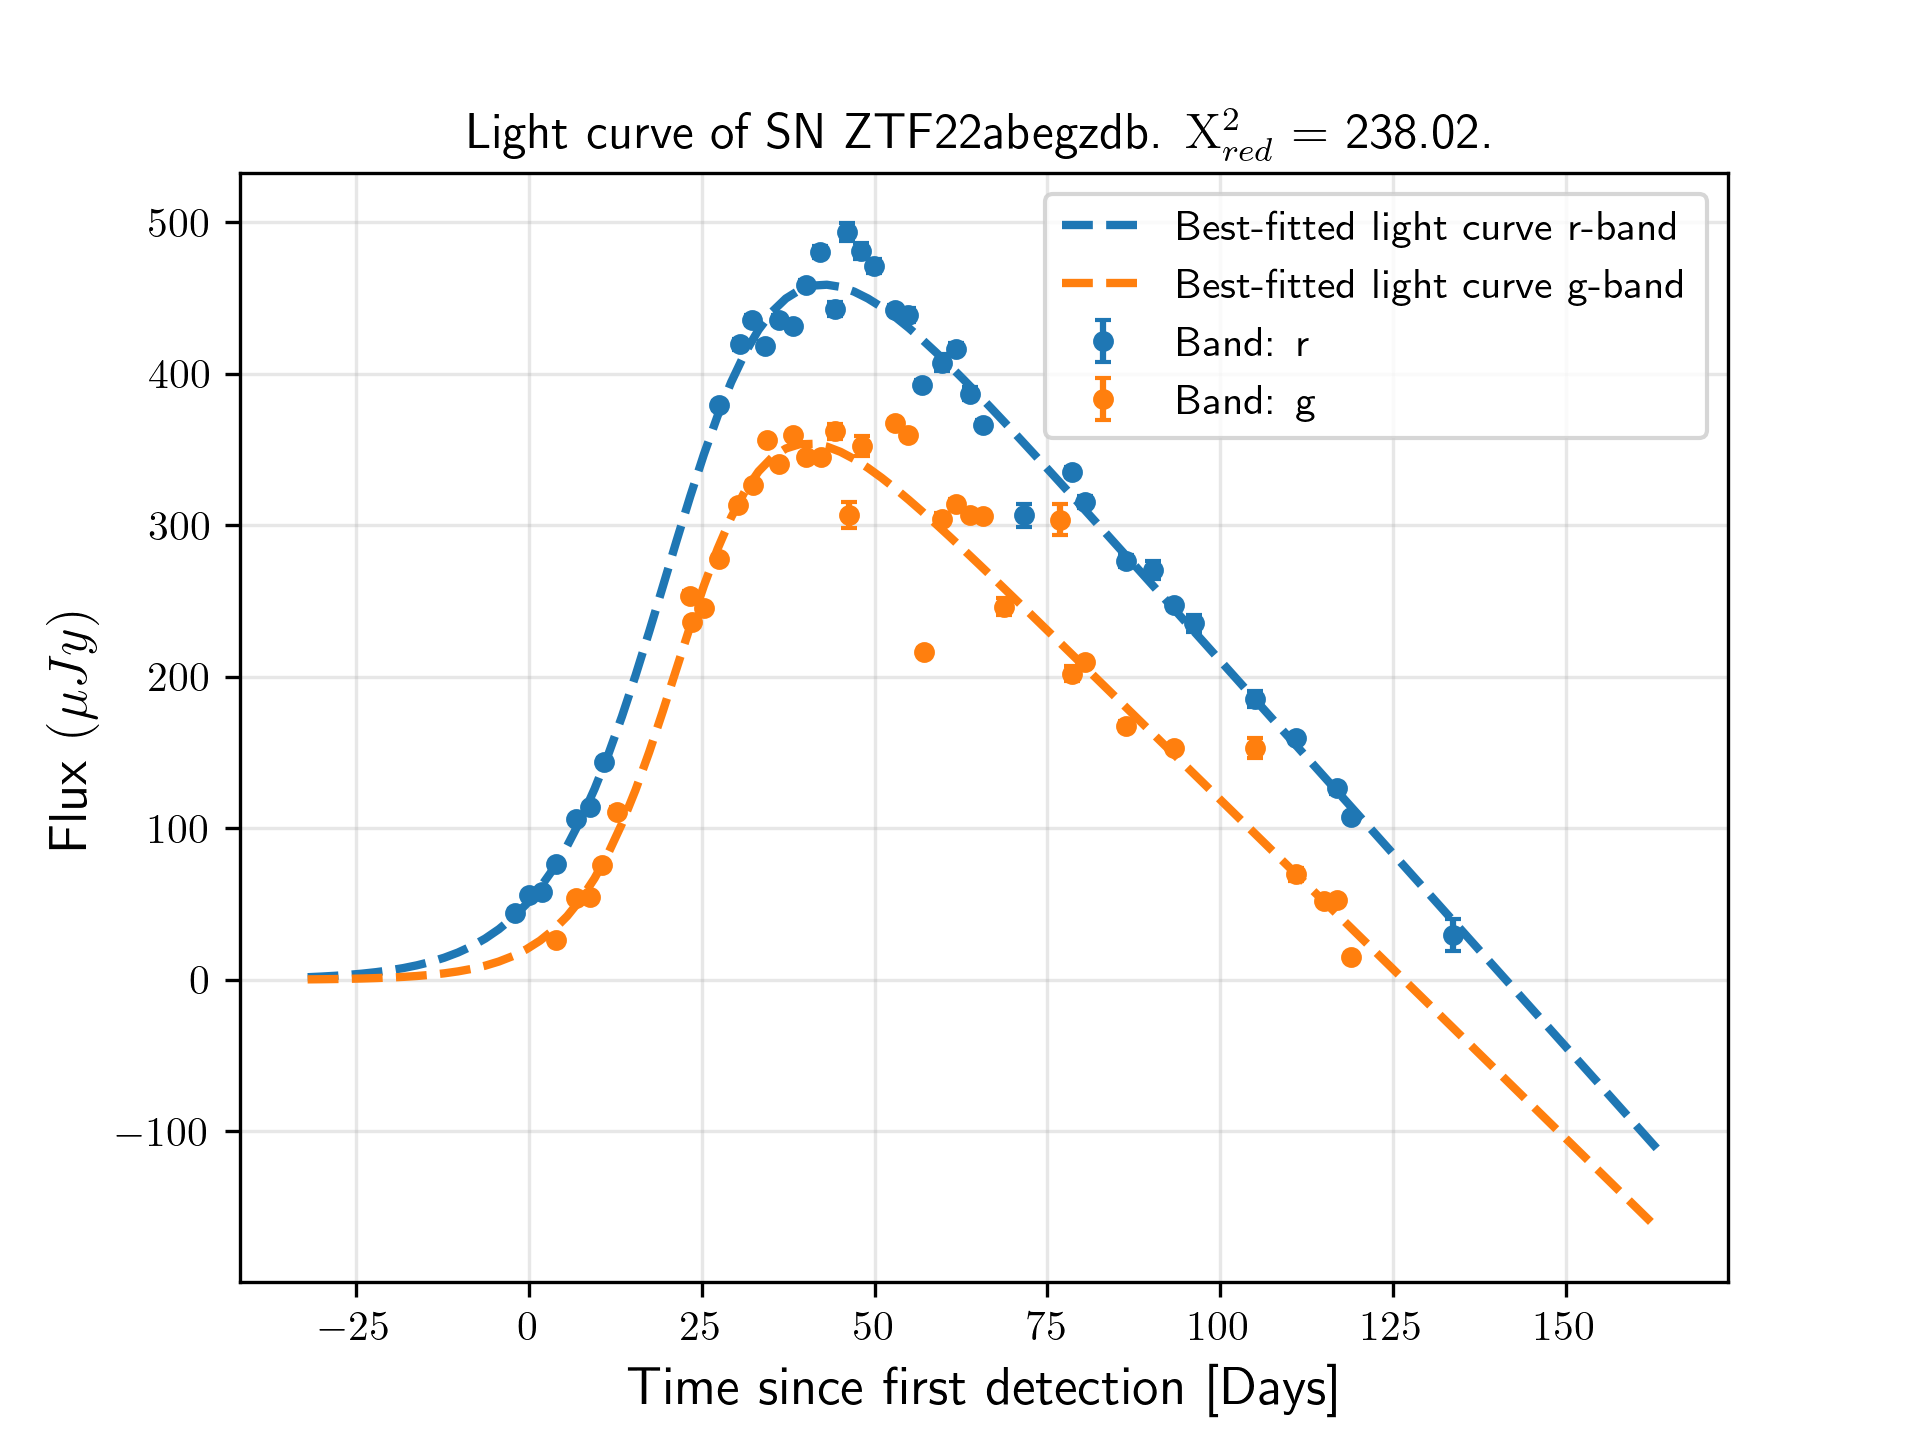 Light curve of SN ZTF22abegzdb. X²_red = 238.02.
Best-fitted light curve r-band
Best-fitted light curve g-band
Band: r
Band: g
500
400
300
200
100
0
−100
Flux (μJy)
−25 0 25 50 75 100 125 150
Time since first detection [Days]